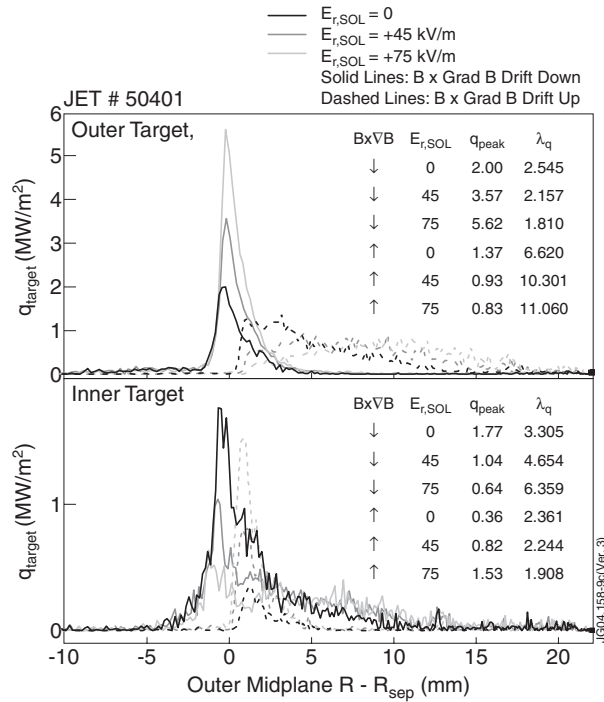 E_r,SOL = 0
E_r,SOL = +45 kV/m
E_r,SOL = +75 kV/m
Solid Lines: B x Grad B Drift Down
Dashed Lines: B x Grad B Drift Up
JET # 50401
Outer Target,
Bx∇B E_r,SOL q_peak λ_q
↓ 0 2.00 2.545
↓ 45 3.57 2.157
↓ 75 5.62 1.810
↑ 0 1.37 6.620
↑ 45 0.93 10.301
↑ 75 0.83 11.060
6
5
4
3
2
1
0
q_target (MW/m²)
Inner Target
Bx∇B E_r,SOL q_peak λ_q
↓ 0 1.77 3.305
↓ 45 1.04 4.654
↓ 75 0.64 6.359
↑ 0 0.36 2.361
↑ 45 0.82 2.244
↑ 75 1.53 1.908
1
0
q_target (MW/m²)
-10 -5 0 5 10 15 20
Outer Midplane R - R_sep (mm)
JG04.158-9c(Ver. 3)